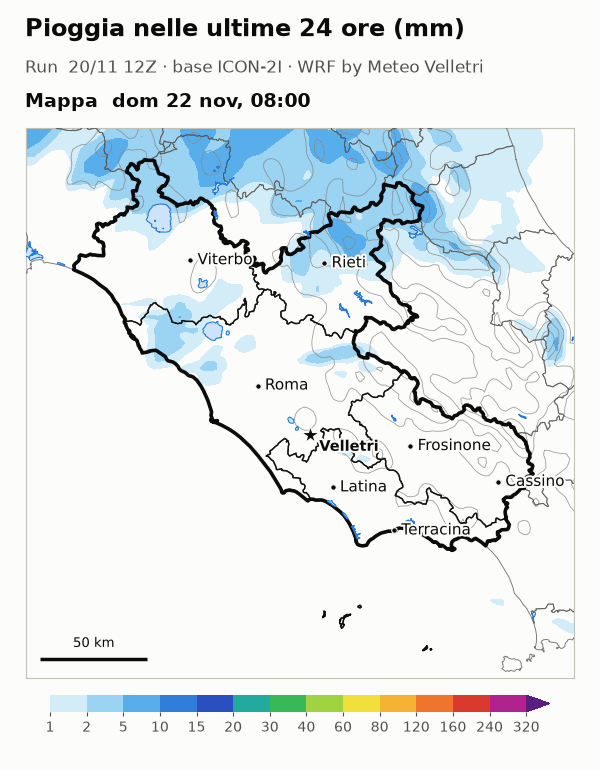 Pioggia nelle ultime 24 ore (mm)
Run 20/11 12Z · base ICON-2I · WRF by Meteo Velletri
Mappa dom 22 nov, 08:00
Viterbo
Rieti
Roma
Velletri
Frosinone
Latina
Cassino
Terracina
50 km
1 2 5 10 15 20 30 40 60 80 120 160 240 320